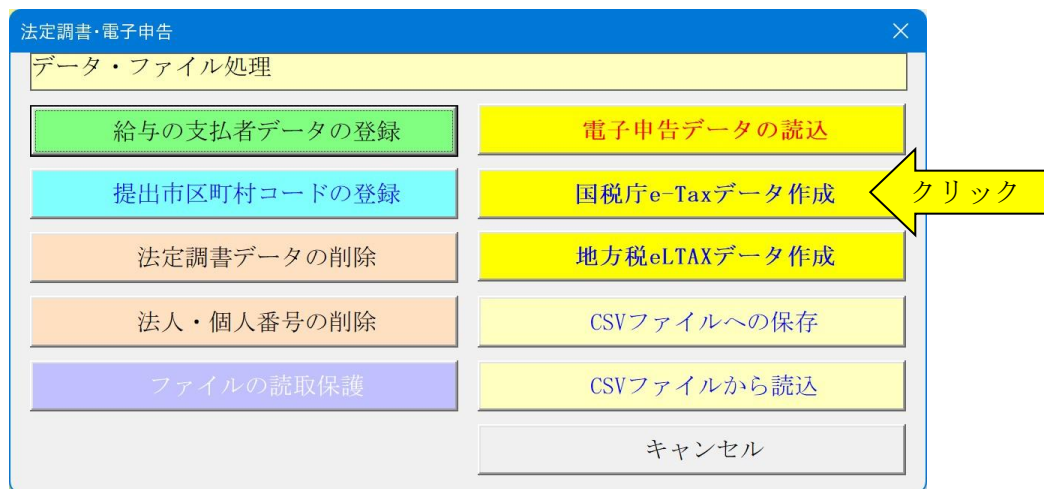 法定調書・電子申告
データ・ファイル処理
給与の支払者データの登録
電子申告データの読込
提出市区町村コードの登録
国税庁e-Taxデータ作成
クリック
法定調書データの削除
地方税eLTAXデータ作成
法人・個人番号の削除
CSVファイルへの保存
ファイルの読取保護
CSVファイルから読込
キャンセル